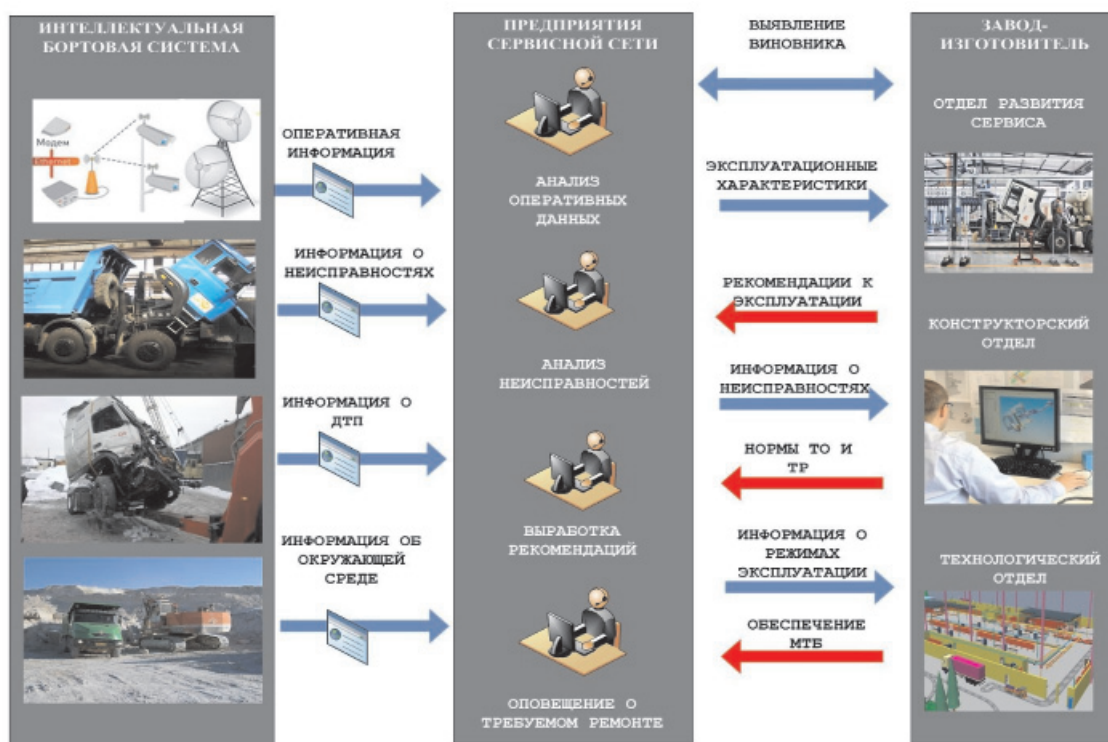 ИНТЕЛЛЕКТУАЛЬНАЯ
БОРТОВАЯ СИСТЕМА
Модем
Ethernet
ОПЕРАТИВНАЯ
ИНФОРМАЦИЯ
ИНФОРМАЦИЯ О
НЕИСПРАВНОСТЯХ
ИНФОРМАЦИЯ О
ДТП
ИНФОРМАЦИЯ ОБ
ОКРУЖАЮЩЕЙ
СРЕДЕ
ПРЕДПРИЯТИЯ
СЕРВИСНОЙ СЕТИ
АНАЛИЗ
ОПЕРАТИВНЫХ
ДАННЫХ
АНАЛИЗ
НЕИСПРАВНОСТЕЙ
ВЫРАБОТКА
РЕКОМЕНДАЦИЙ
ОПОВЕЩЕНИЕ О
ТРЕБУЕМОМ РЕМОНТЕ
ВЫЯВЛЕНИЕ
ВИНОВНИКА
ЭКСПЛУАТАЦИОННЫЕ
ХАРАКТЕРИСТИКИ
РЕКОМЕНДАЦИИ К
ЭКСПЛУАТАЦИИ
ИНФОРМАЦИЯ О
НЕИСПРАВНОСТЯХ
НОРМЫ ТО И
ТР
ИНФОРМАЦИЯ О
РЕЖИМАХ
ЭКСПЛУАТАЦИИ
ОБЕСПЕЧЕНИЕ
МТБ
ЗАВОД-
ИЗГОТОВИТЕЛЬ
ОТДЕЛ РАЗВИТИЯ
СЕРВИСА
КОНСТРУКТОРСКИЙ
ОТДЕЛ
ТЕХНОЛОГИЧЕСКИЙ
ОТДЕЛ